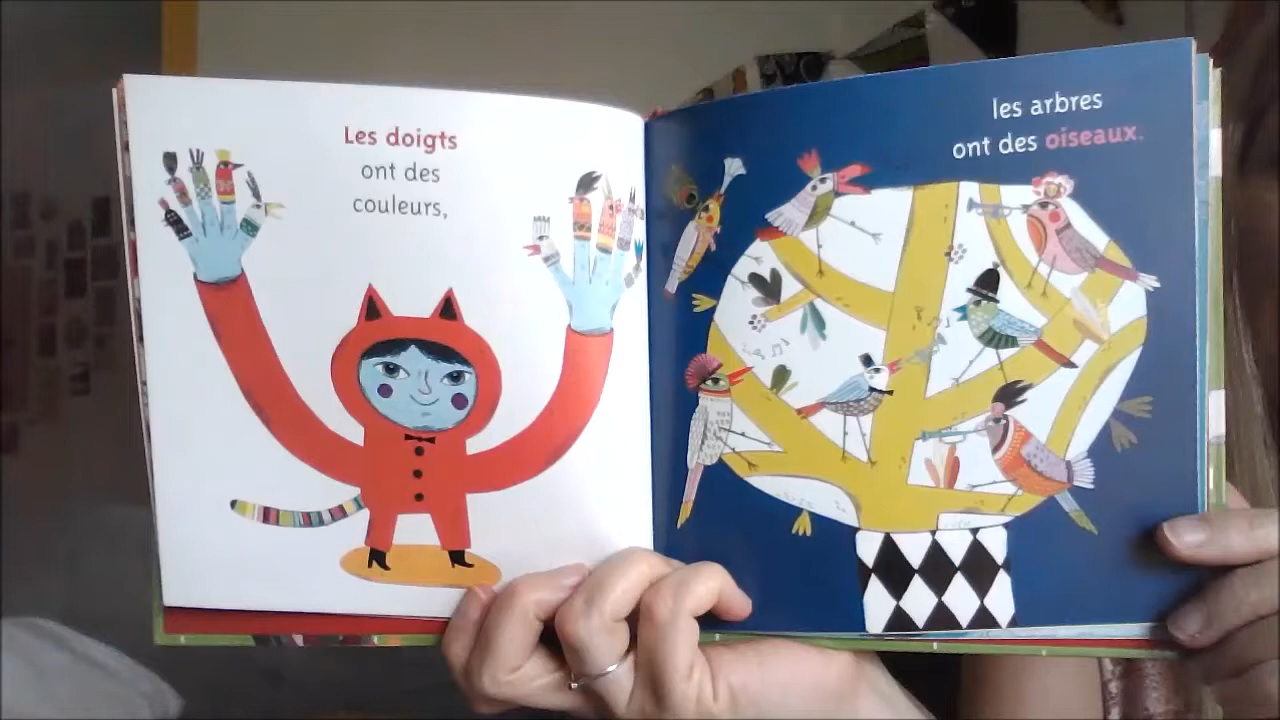 Les doigts
ont des
couleurs,
les arbres
ont des oiseaux.